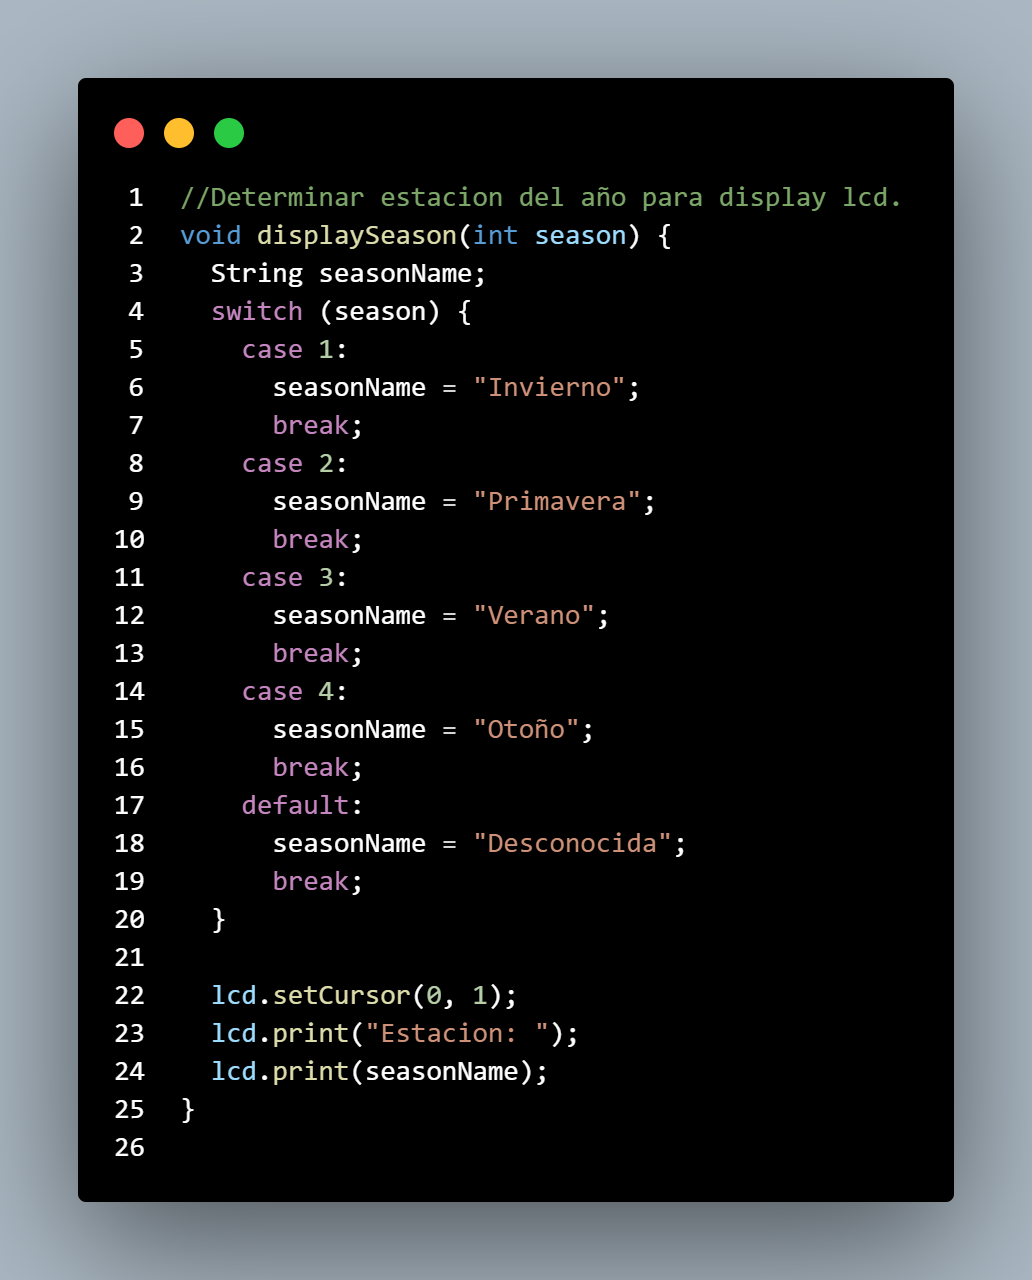 1 //Determinar estacion del año para display lcd.
2 void displaySeason(int season) {
3   String seasonName;
4   switch (season) {
5     case 1:
6       seasonName = "Invierno";
7       break;
8     case 2:
9       seasonName = "Primavera";
10       break;
11     case 3:
12       seasonName = "Verano";
13       break;
14     case 4:
15       seasonName = "Otoño";
16       break;
17     default:
18       seasonName = "Desconocida";
19       break;
20   }
21
22   lcd.setCursor(0, 1);
23   lcd.print("Estacion: ");
24   lcd.print(seasonName);
25 }
26